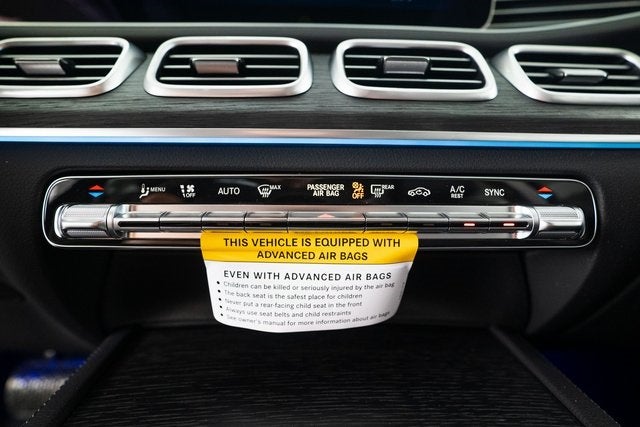 MENU OFF AUTO MAX PASSENGER AIR BAG OFF REAR A/C REST SYNC
THIS VEHICLE IS EQUIPPED WITH
ADVANCED AIR BAGS
EVEN WITH ADVANCED AIR BAGS
• Children can be killed or seriously injured by the air bag
• The back seat is the safest place for children
• Never put a rear-facing child seat in the front
• Always use seat belts and child restraints
• See owner's manual for more information about air bags